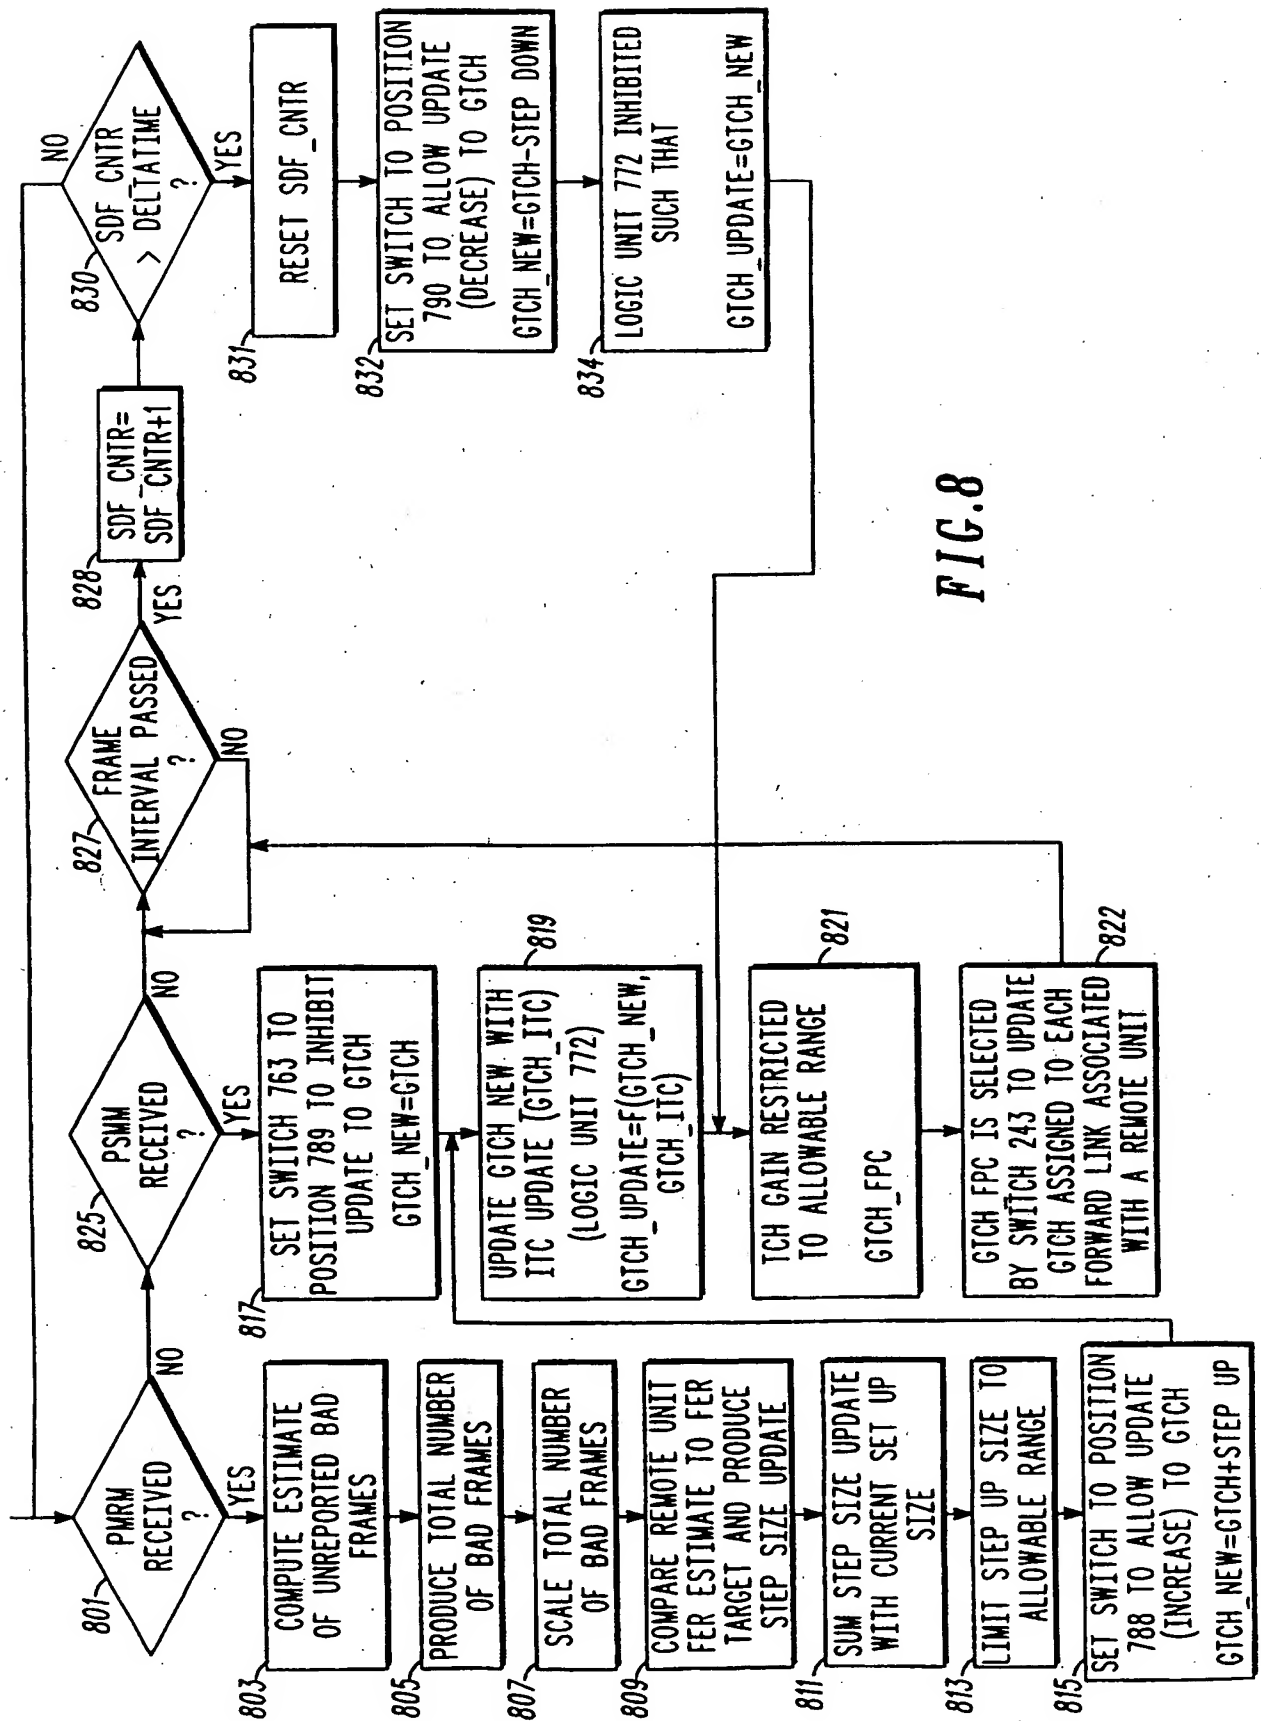 801
PMRM
RECEIVED
?
NO
YES
803
COMPUTE ESTIMATE
OF UNREPORTED BAD
FRAMES
805
PRODUCE TOTAL NUMBER
OF BAD FRAMES
807
SCALE TOTAL NUMBER
OF BAD FRAMES
809
COMPARE REMOTE UNIT
FER ESTIMATE TO FER
TARGET AND PRODUCE
STEP SIZE UPDATE
811
SUM STEP SIZE UPDATE
WITH CURRENT SET UP
SIZE
813
LIMIT STEP UP SIZE TO
ALLOWABLE RANGE
815
SET SWITCH TO POSITION
788 TO ALLOW UPDATE
(INCREASE) TO GTCH
GTCH_NEW=GTCH+STEP UP
825
PSMM
RECEIVED
?
NO
YES
817
SET SWITCH 763 TO
POSITION 789 TO INHIBIT
UPDATE TO GTCH
GTCH_NEW=GTCH
819
UPDATE GTCH NEW WITH
ITC UPDATE (GTCH_ITC)
(LOGIC UNIT 772)
GTCH_UPDATE=F(GTCH_NEW,
GTCH_ITC)
821
TCH GAIN RESTRICTED
TO ALLOWABLE RANGE
GTCH_FPC
822
GTCH FPC IS SELECTED
BY SWITCH 243 TO UPDATE
GTCH ASSIGNED TO EACH
FORWARD LINK ASSOCIATED
WITH A REMOTE UNIT
827
FRAME
INTERVAL PASSED
?
NO
YES
828
SDF_CNTR=
SDF_CNTR+1
830
SDF_CNTR
> DELTATIME
?
NO
YES
831
RESET SDF_CNTR
832
SET SWITCH TO POSITION
790 TO ALLOW UPDATE
(DECREASE) TO GTCH
GTCH_NEW=GTCH-STEP DOWN
834
LOGIC UNIT 772 INHIBITED
SUCH THAT
GTCH_UPDATE=GTCH_NEW
FIG.8